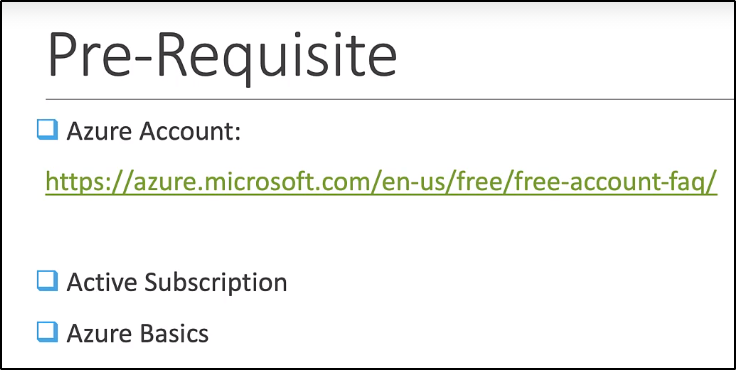 Pre-Requisite
Azure Account:
https://azure.microsoft.com/en-us/free/free-account-faq/
Active Subscription
Azure Basics